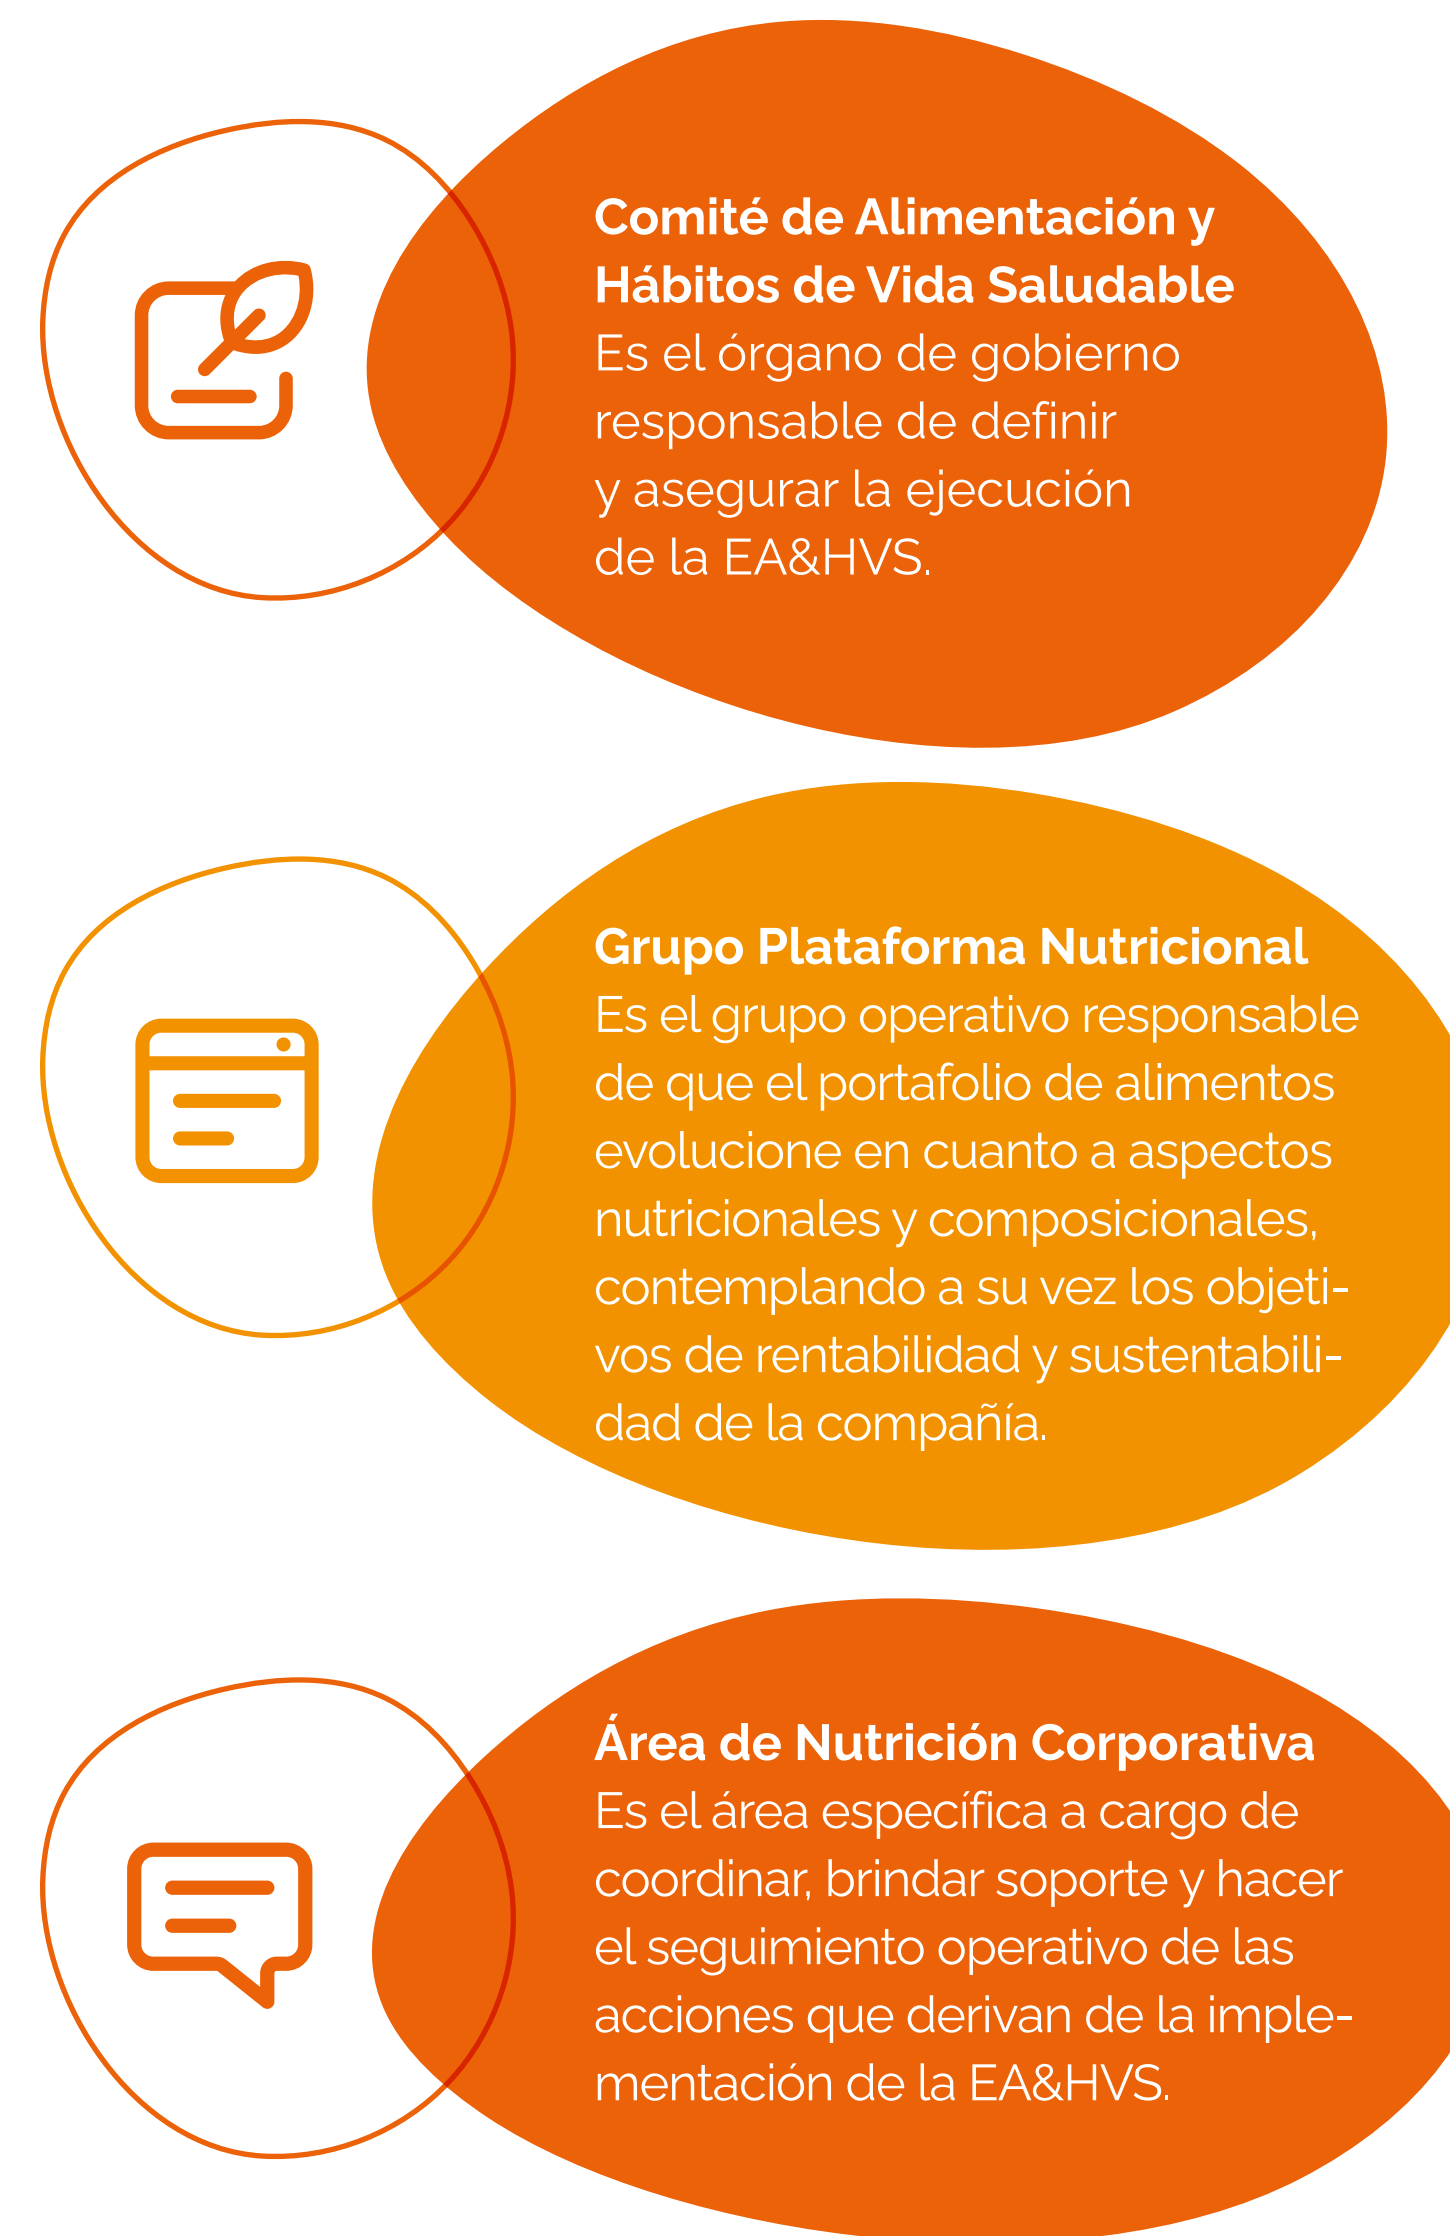 Comité de Alimentación y
Hábitos de Vida Saludable
Es el órgano de gobierno
responsable de definir
y asegurar la ejecución
de la EA&HVS.
Grupo Plataforma Nutricional
Es el grupo operativo responsable
de que el portafolio de alimentos
evolucione en cuanto a aspectos
nutricionales y composicionales,
contemplando a su vez los objeti-
vos de rentabilidad y sustentabili-
dad de la compañía.
Área de Nutrición Corporativa
Es el área específica a cargo de
coordinar, brindar soporte y hacer
el seguimiento operativo de las
acciones que derivan de la imple-
mentación de la EA&HVS.